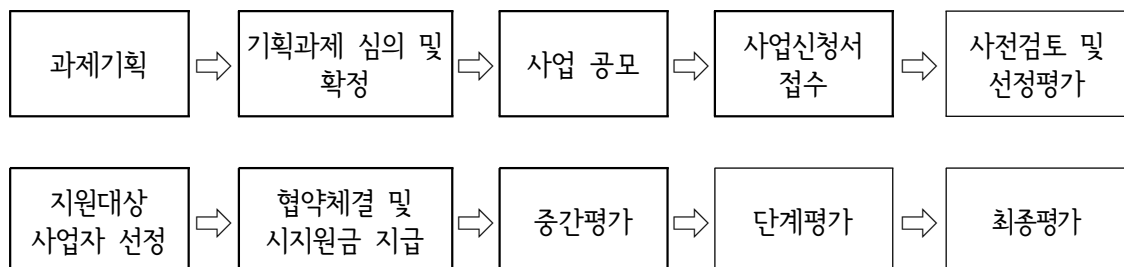 과제기획
기획과제 심의 및
확정
사업 공모
사업신청서
접수
사전검토 및
선정평가
지원대상
사업자 선정
협약체결 및
시지원금 지급
중간평가
단계평가
최종평가